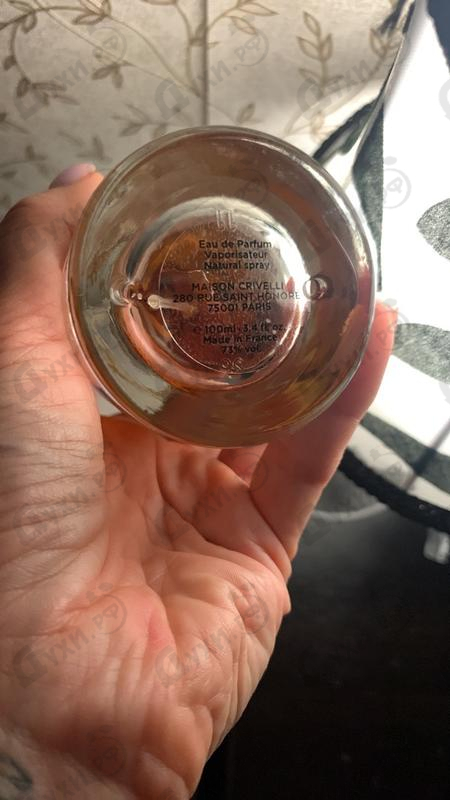 Eau de Parfum
Vaporisateur
Natural spray
MAISON CRIVELLI
280 RUE SAINT HONORÉ
75001 PARIS
℮ 100ml - 3.4 fl oz.
Made in France
73% vol.